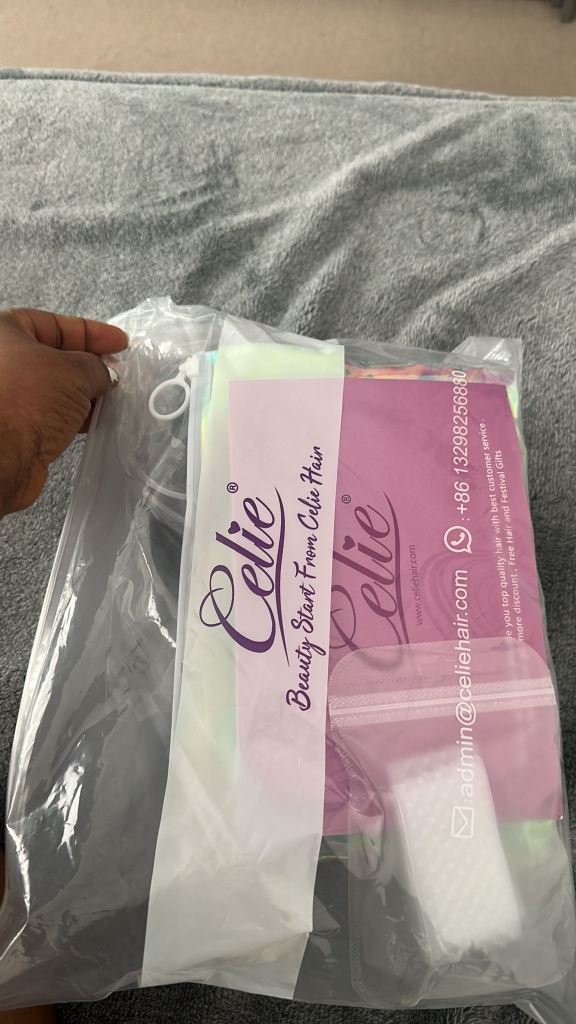 Celie®
Beauty Start From Celie Hair
Celie®
www.celiehair.com
:admin@celiehair.com
:+86 13298256880
e you top quality hair with best customer service.
more discount, Free Hair and Festival Gifts